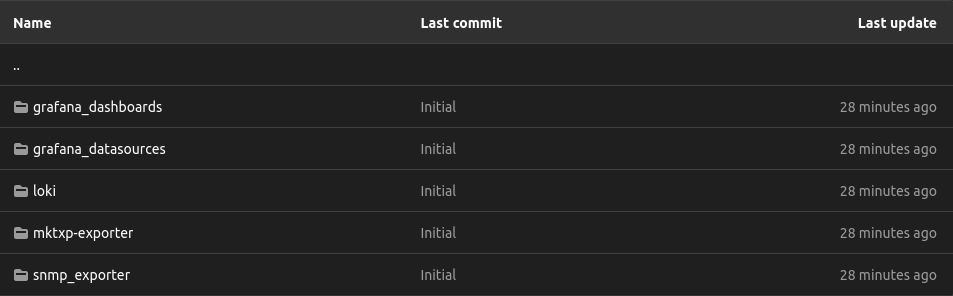 Name Last commit Last update
..
grafana_dashboards Initial 28 minutes ago
grafana_datasources Initial 28 minutes ago
loki Initial 28 minutes ago
mktxp-exporter Initial 28 minutes ago
snmp_exporter Initial 28 minutes ago